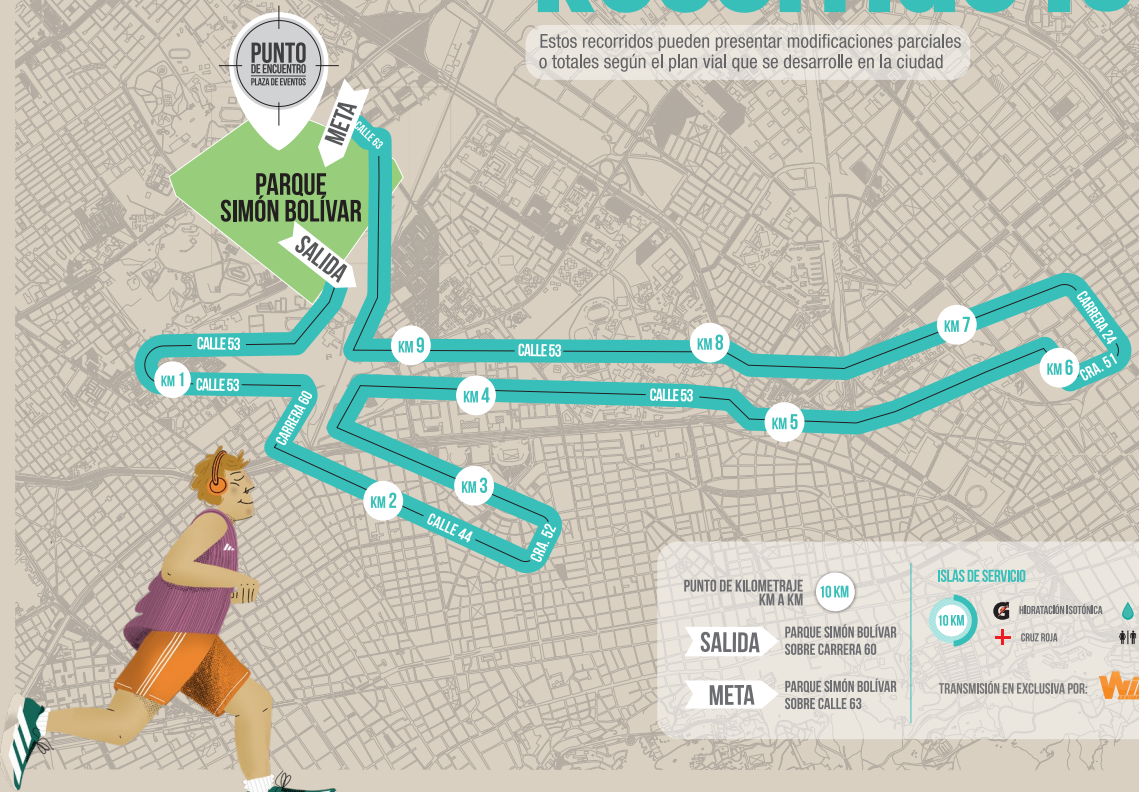 Estos recorridos pueden presentar modificaciones parciales
o totales según el plan vial que se desarrolle en la ciudad
PUNTO
DE ENCUENTRO
PLAZA DE EVENTOS
META
CALLE 63
PARQUE
SIMÓN BOLÍVAR
SALIDA
CALLE 53
KM 1
CALLE 53
CARRERA 60
KM 2
CALLE 44
CRA. 52
KM 3
KM 4
CALLE 53
KM 5
KM 6
CRA. 51
CARRERA 24
KM 7
KM 8
CALLE 53
KM 9
PUNTO DE KILOMETRAJE
KM A KM
10 KM
SALIDA
PARQUE SIMÓN BOLÍVAR
SOBRE CARRERA 60
META
PARQUE SIMÓN BOLÍVAR
SOBRE CALLE 63
ISLAS DE SERVICIO
10 KM
G
HIDRATACIÓN ISOTÓNICA
CRUZ ROJA
TRANSMISIÓN EN EXCLUSIVA POR: